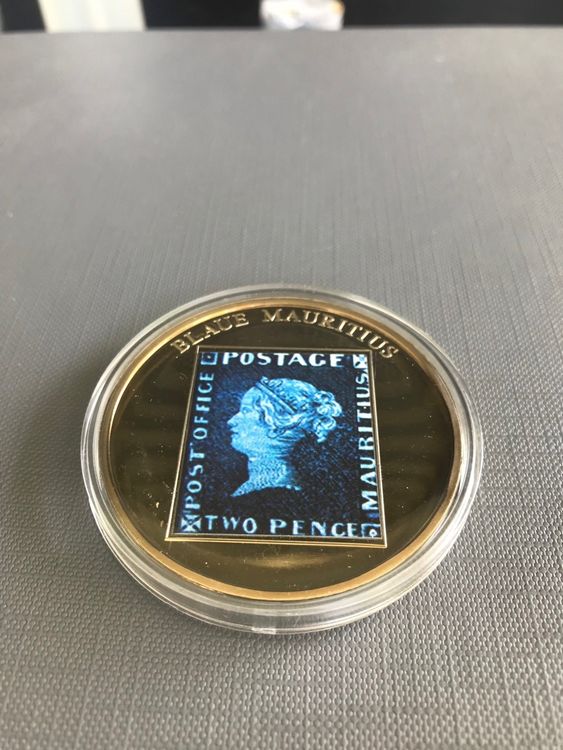 BLAUE MAURITIUS
POSTAGE
POST OFFICE
MAURITIUS
TWO PENCE